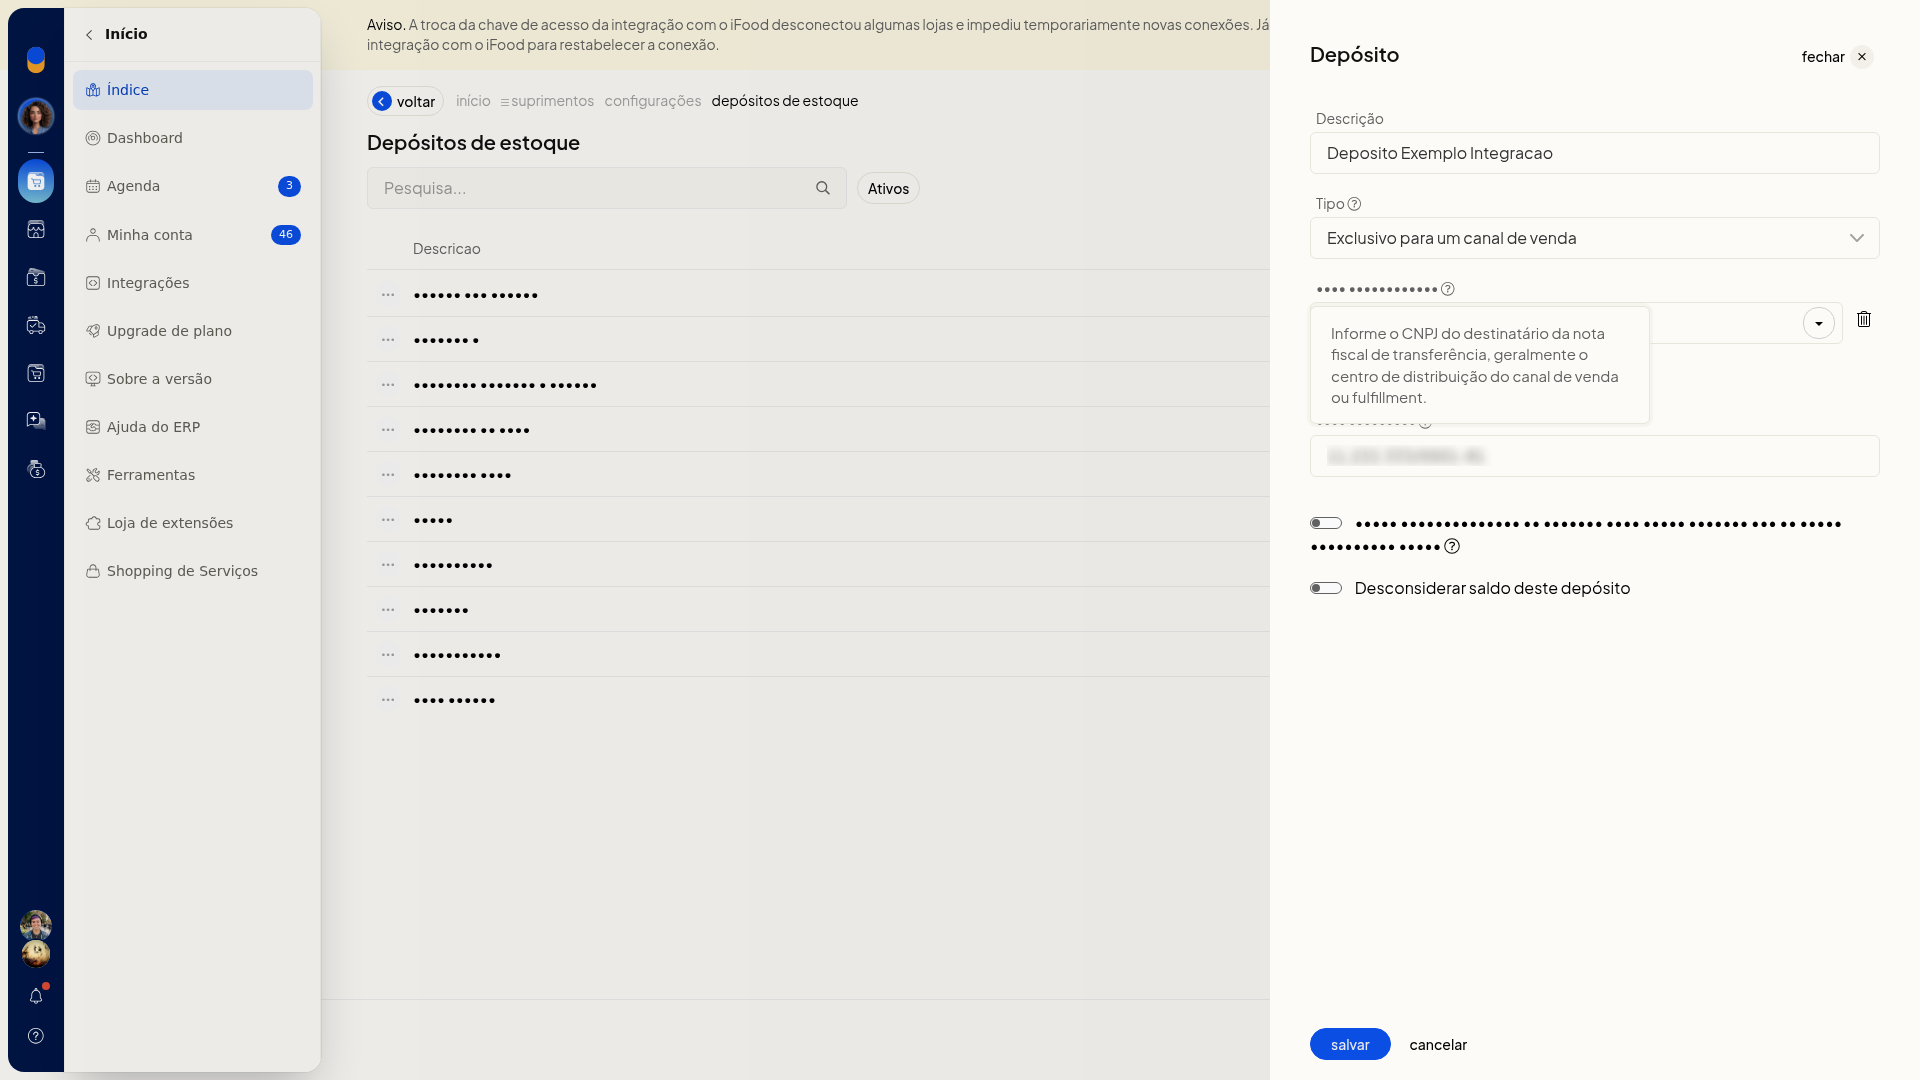 Início
Índice
Dashboard
Agenda
3
Minha conta
46
Integrações
Upgrade de plano
Sobre a versão
Ajuda do ERP
Ferramentas
Loja de extensões
Shopping de Serviços
Aviso. A troca da chave de acesso da integração com o iFood desconectou algumas lojas e impediu temporariamente novas conexões. Já
integração com o iFood para restabelecer a conexão.
voltar
início
suprimentos
configurações
depósitos de estoque
Depósitos de estoque
Pesquisa...
Ativos
Descricao
Depósito
fechar
Descrição
Deposito Exemplo Integracao
Tipo
Exclusivo para um canal de venda
Informe o CNPJ do destinatário da nota
fiscal de transferência, geralmente o
centro de distribuição do canal de venda
ou fulfillment.
Desconsiderar saldo deste depósito
salvar
cancelar